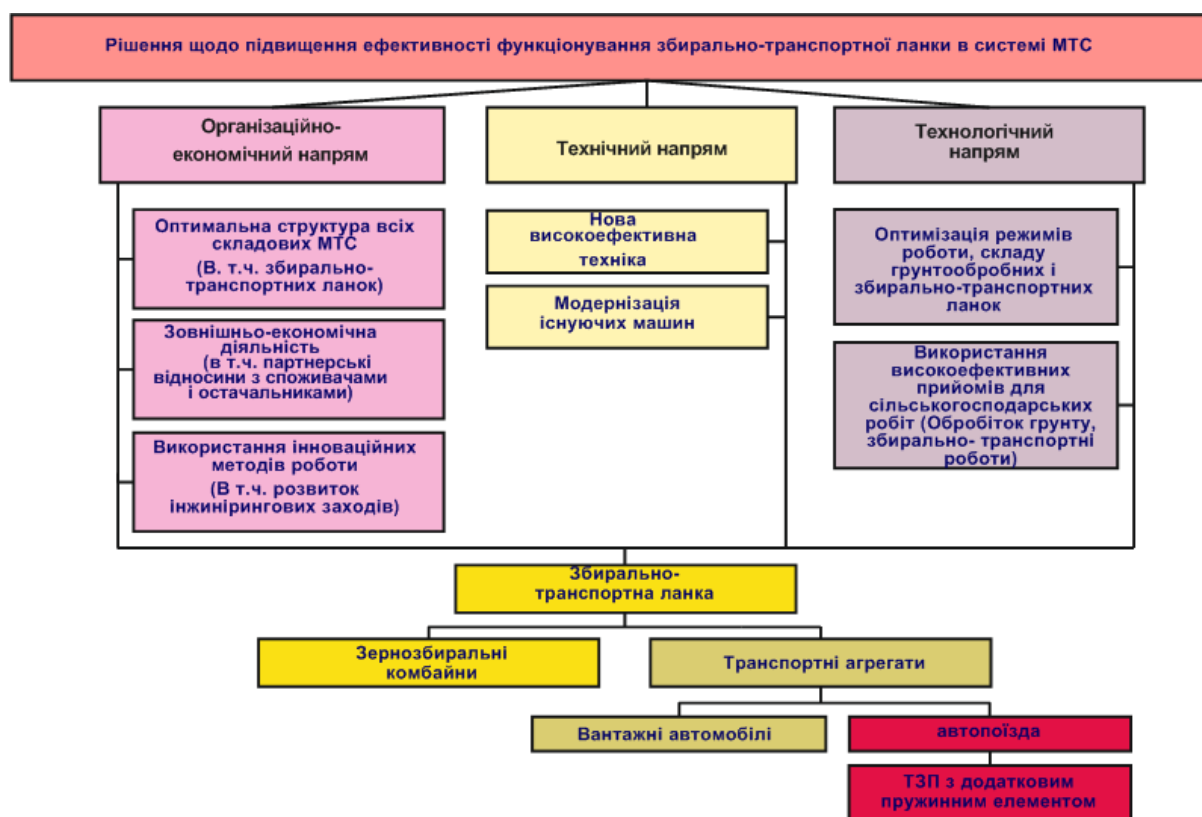 Рішення щодо підвищення ефективності функціонування збирально-транспортної ланки в системі МТС
Організаційно-
економічний напрям
Оптимальна структура всіх
складових МТС
(В. т.ч. збирально-
транспортних ланок)
Зовнішньо-економічна
діяльність
(в т.ч. партнерські
відносини з споживачами
і остачальниками)
Використання інноваційних
методів роботи
(В т.ч. розвиток
інжинірингових заходів)
Технічний напрям
Нова
високоефективна
техніка
Модернізація
існуючих машин
Технологічний
напрям
Оптимізація режимів
роботи, складу
грунтообробних і
збирально-транспортних
ланок
Використання
високоефективних
прийомів для
сільськогосподарських
робіт (Обробіток грунту,
збирально- транспортні
роботи)
Збирально-
транспортна ланка
Зернозбиральні
комбайни
Транспортні агрегати
Вантажні автомобілі
автопоїзда
ТЗП з додатковим
пружинним елементом